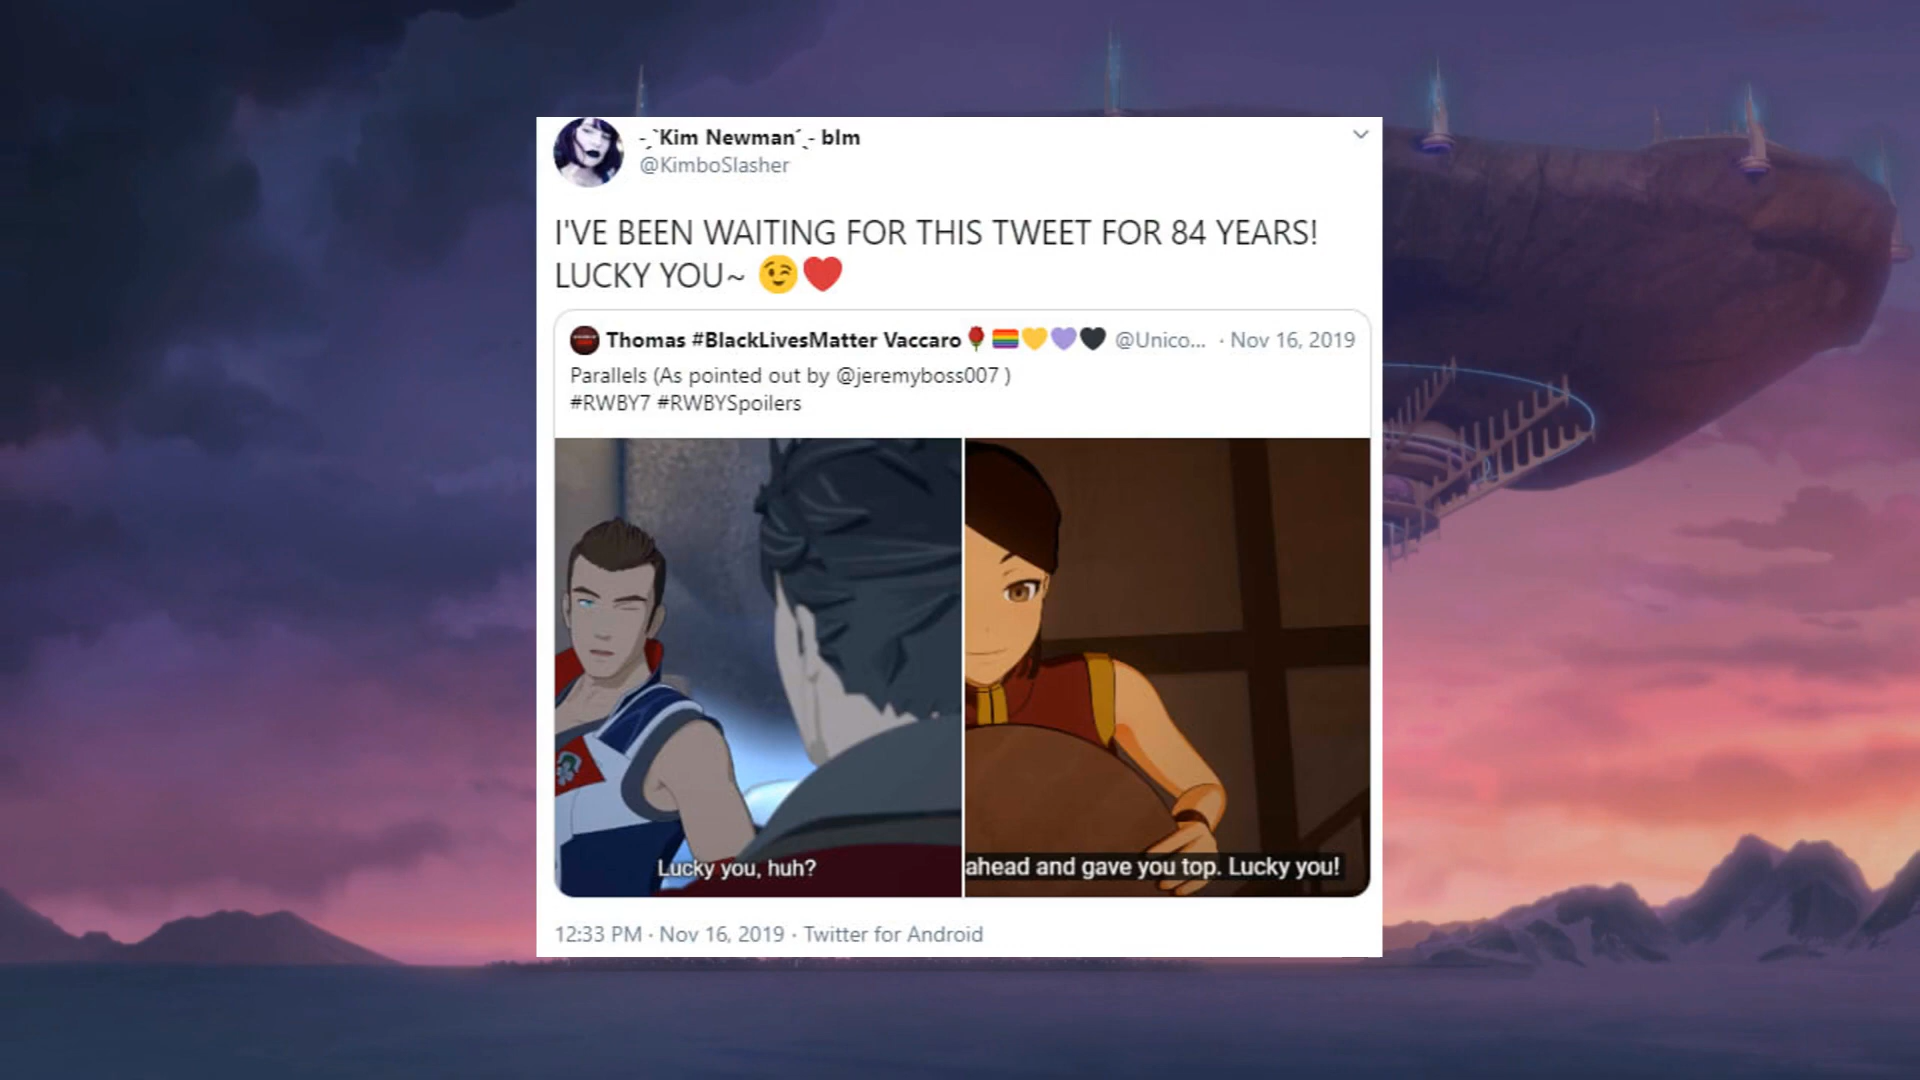 -ˏˋKim Newmanˊˎ- blm
@KimboSlasher
I'VE BEEN WAITING FOR THIS TWEET FOR 84 YEARS!
LUCKY YOU~ 😉❤️
Thomas #BlackLivesMatter Vaccaro🌹🏳️‍🌈💛💜🖤 @Unico... · Nov 16, 2019
Parallels (As pointed out by @jeremyboss007 )
#RWBY7 #RWBYSpoilers
Lucky you, huh?
ahead and gave you top. Lucky you!
12:33 PM · Nov 16, 2019 · Twitter for Android